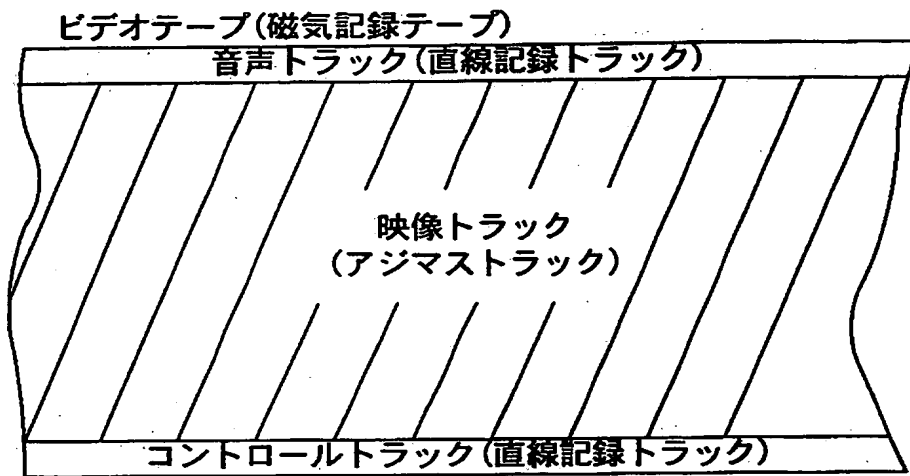 ビデオテープ(磁気記録テープ)
音声トラック(直線記録トラック)
映像トラック
(アジマストラック)
コントロールトラック(直線記録トラック)